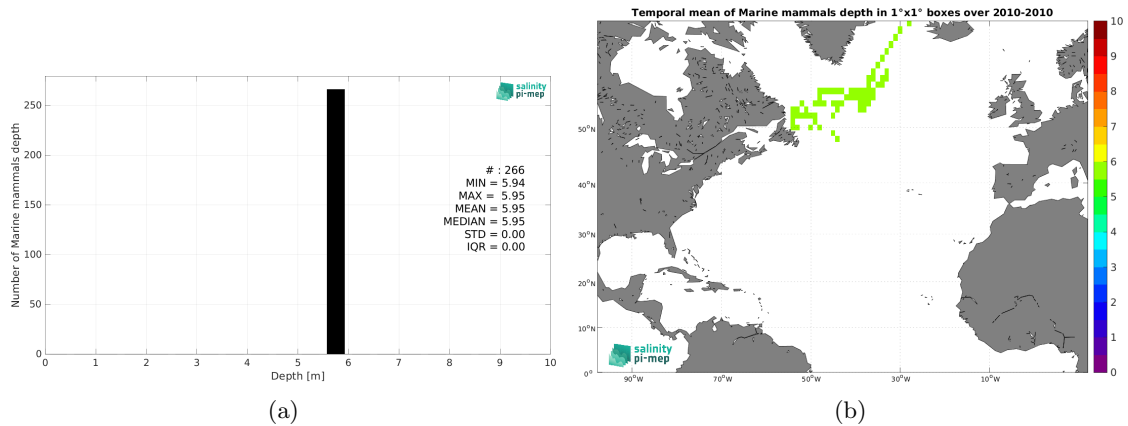 Number of Marine mammals depth
250
200
150
100
50
0
salinity
pi-mep
# : 266
MIN = 5.94
MAX = 5.95
MEAN = 5.95
MEDIAN = 5.95
STD = 0.00
IQR = 0.00
0 1 2 3 4 5 6 7 8 9 10
Depth [m]
(a)
Temporal mean of Marine mammals depth in 1°x1° boxes over 2010-2010
50°N
40°N
30°N
20°N
10°N
0°
salinity
pi-mep
90°W 70°W 50°W 30°W 10°W
10
9
8
7
6
5
4
3
2
1
0
(b)